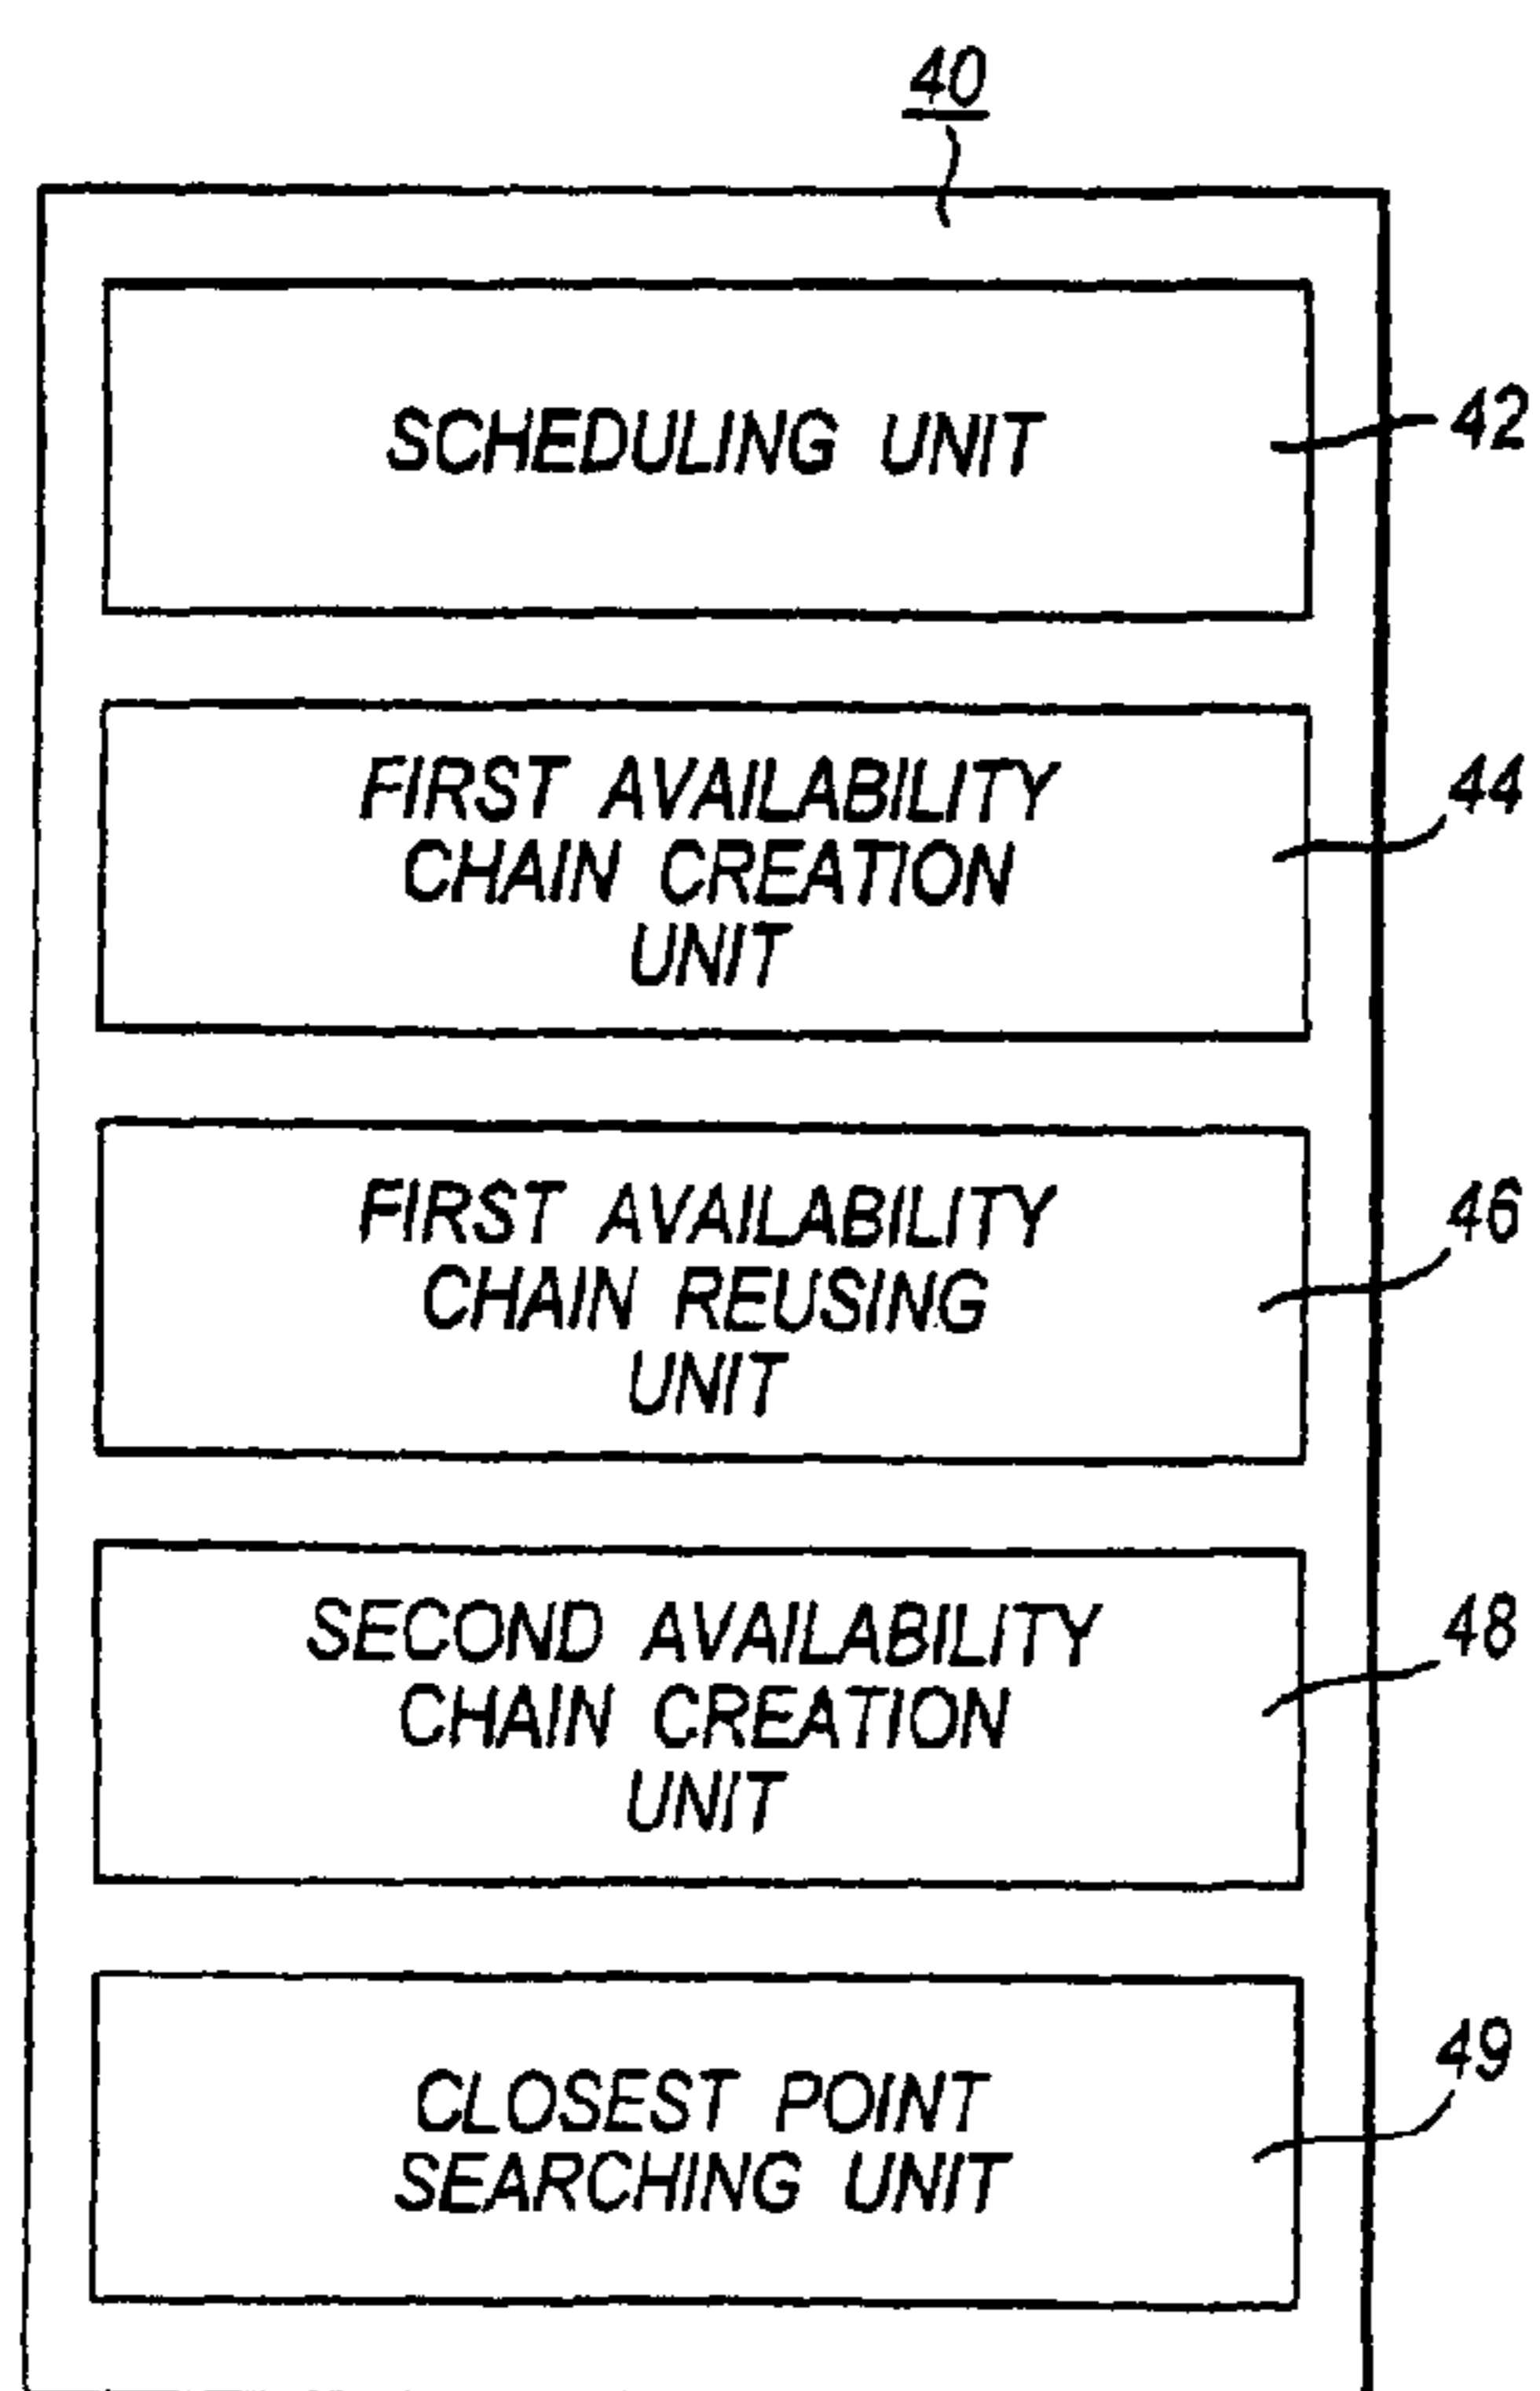 40
SCHEDULING UNIT
42
FIRST AVAILABILITY
CHAIN CREATION
UNIT
44
FIRST AVAILABILITY
CHAIN REUSING
UNIT
46
SECOND AVAILABILITY
CHAIN CREATION
UNIT
48
CLOSEST POINT
SEARCHING UNIT
49